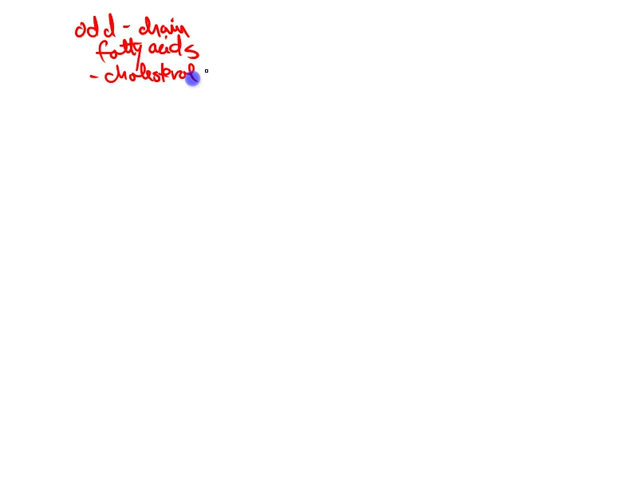 odd-chain
fatty acids
- cholesterol